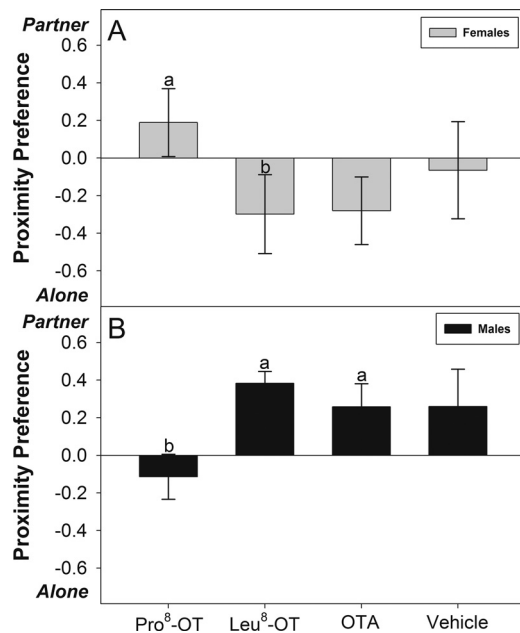 Partner
A
Females
0.6
0.4
a
0.2
0.0
b
-0.2
-0.4
-0.6
Alone
Proximity Preference
Partner
B
Males
0.6
0.4
a
a
0.2
0.0
b
-0.2
-0.4
-0.6
Alone
Proximity Preference
Pro⁸-OT Leu⁸-OT OTA Vehicle